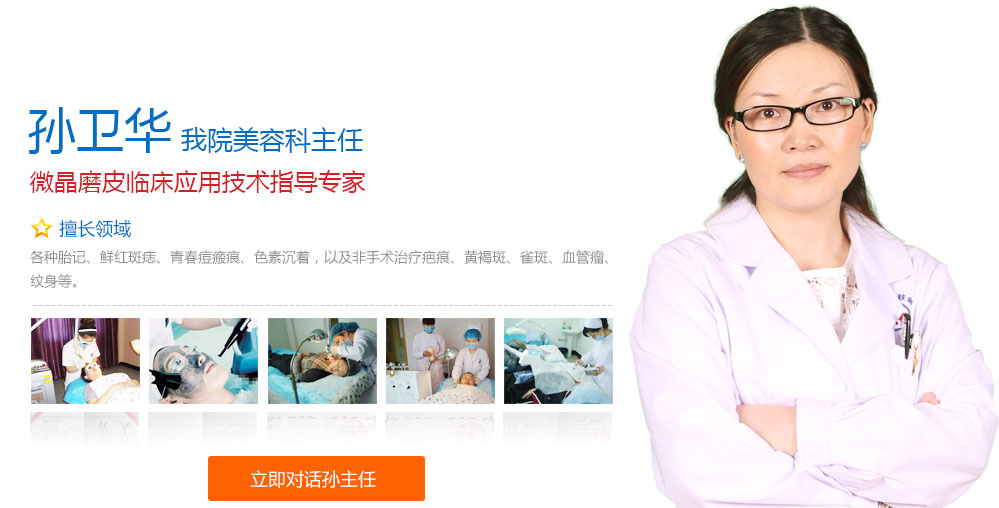 孙卫华 我院美容科主任
微晶磨皮临床应用技术指导专家
擅长领域
各种胎记、鲜红斑痣、青春痘瘢痕、色素沉着，以及非手术治疗疤痕、黄褐斑、雀斑、血管瘤、
纹身等。
立即对话孙主任